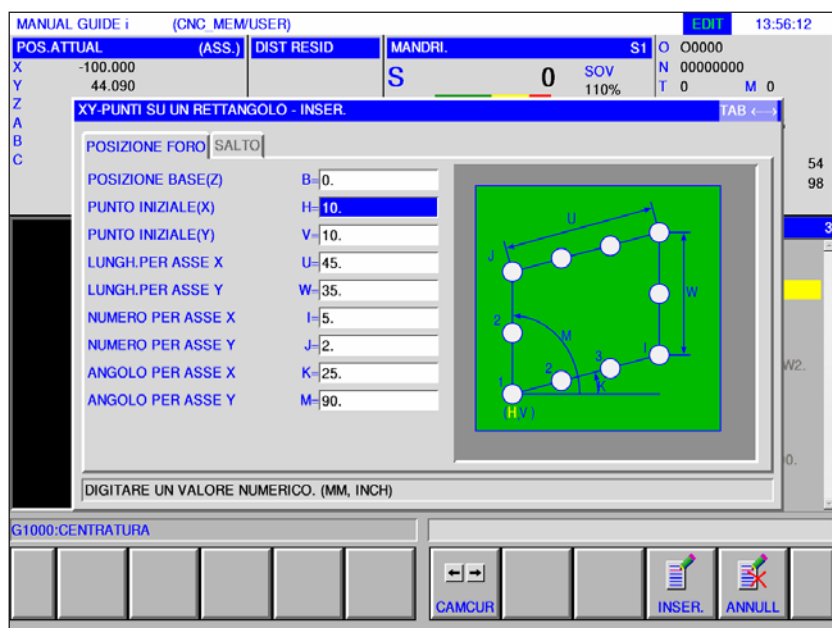 MANUAL GUIDE i (CNC_MEM/USER) EDIT 13:56:12
POS.ATTUAL (ASS.) DIST RESID MANDRI. S1 O O0000
X -100.000 S 0 SOV N 00000000
Y 44.090 110% T 0 M 0
Z
A
B
C
54
98
3
XY-PUNTI SU UN RETTANGOLO - INSER. TAB ←→
POSIZIONE FORO SALTO
POSIZIONE BASE(Z) B=0.
PUNTO INIZIALE(X) H=10.
PUNTO INIZIALE(Y) V=10.
LUNGH.PER ASSE X U=45.
LUNGH.PER ASSE Y W=35.
NUMERO PER ASSE X I=5.
NUMERO PER ASSE Y J=2.
ANGOLO PER ASSE X K=25.
ANGOLO PER ASSE Y M=90.
U
J
W
2
M
3
2
I
1
K
(H,V)
W2.
0.
DIGITARE UN VALORE NUMERICO. (MM, INCH)
G1000:CENTRATURA
←→
CAMCUR INSER. ANNULL